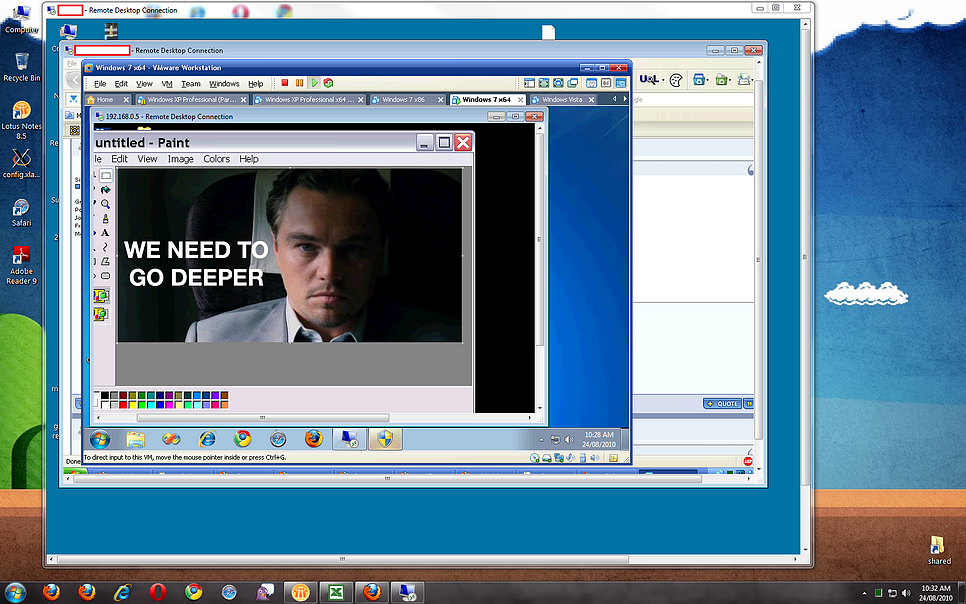 - Remote Desktop Connection
Computer
- Remote Desktop Connection
Recycle Bin
Windows 7 x64 - VMware Workstation
File Edit View VM Team Windows Help
Home Windows XP Professional (Par... Windows XP Professional x64 ... Windows 7 x86 Windows 7 x64 Windows Vista
192.168.0.5 - Remote Desktop Connection
Lotus Notes
8.5
untitled - Paint
le Edit View Image Colors Help
config.xla...
Safari
WE NEED TO
GO DEEPER
Adobe
Reader 9
QUOTE
10:28 AM
24/08/2010
To direct input to this VM, move the mouse pointer inside or press Ctrl+G.
Done
shared
10:32 AM
24/08/2010